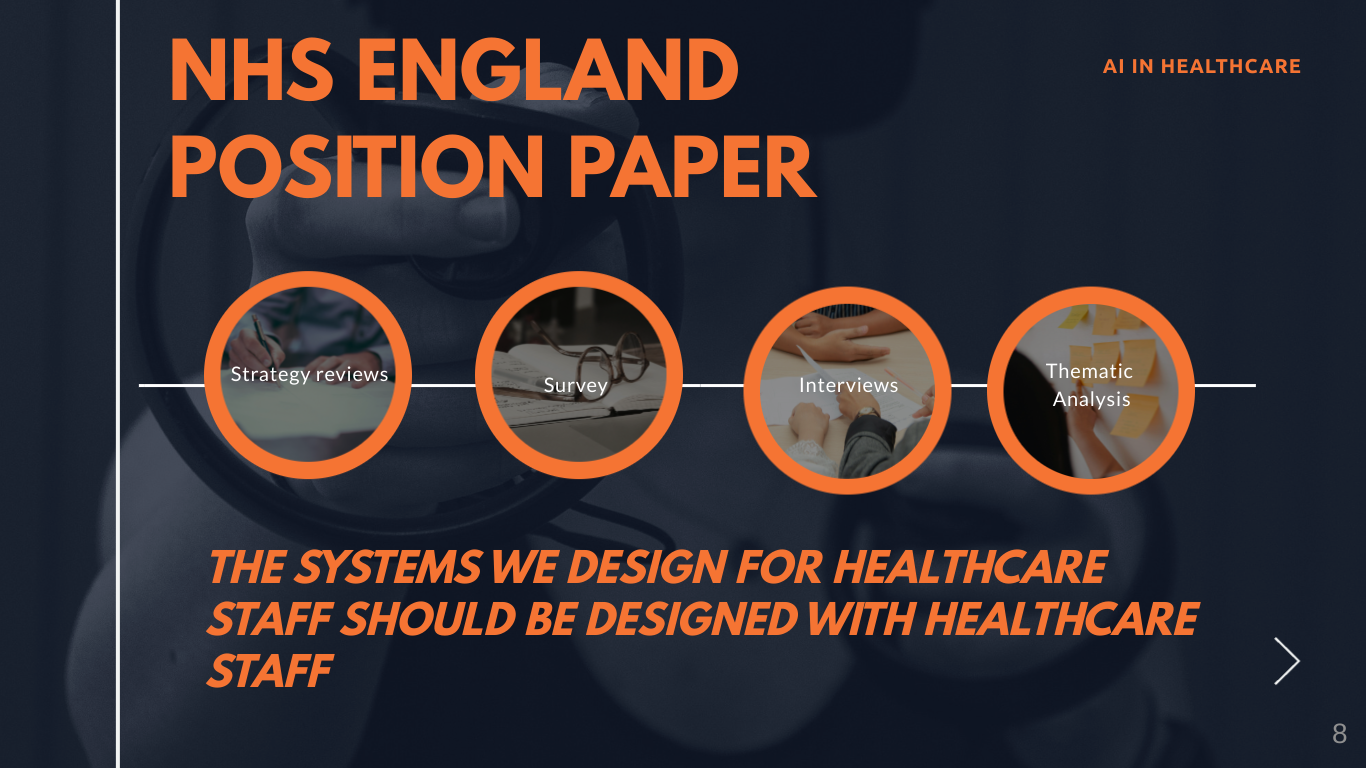 NHS ENGLAND
POSITION PAPER
AI IN HEALTHCARE
Strategy reviews
Survey
Interviews
Thematic
Analysis
THE SYSTEMS WE DESIGN FOR HEALTHCARE
STAFF SHOULD BE DESIGNED WITH HEALTHCARE
STAFF
8